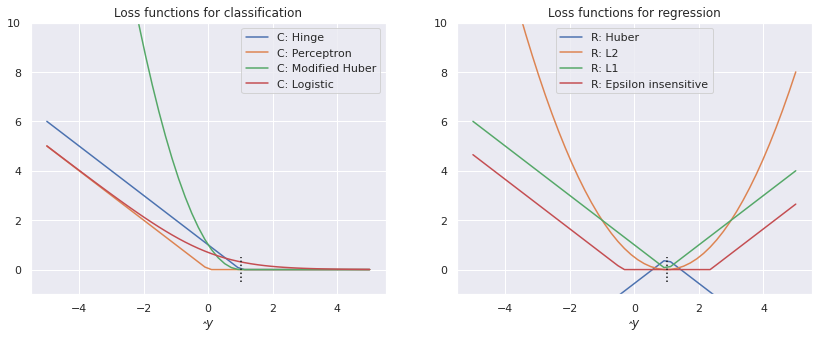 Loss functions for classification
10
8
6
4
2
0
C: Hinge
C: Perceptron
C: Modified Huber
C: Logistic
−4 −2 0 2 4
ŷ
Loss functions for regression
10
8
6
4
2
0
R: Huber
R: L2
R: L1
R: Epsilon insensitive
−4 −2 0 2 4
ŷ